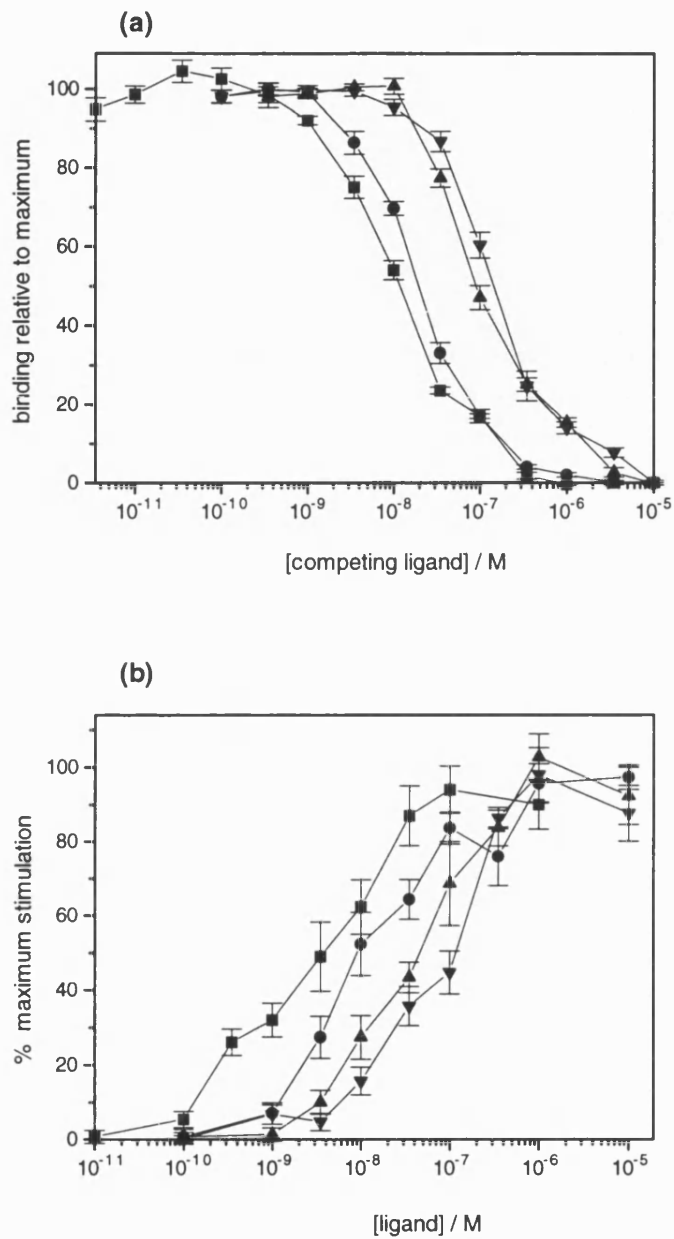 (a)
binding relative to maximum
100
80
60
40
20
0
10-11 10-10 10-9 10-8 10-7 10-6 10-5
[competing ligand] / M
(b)
% maximum stimulation
100
80
60
40
20
0
10-11 10-10 10-9 10-8 10-7 10-6 10-5
[ligand] / M